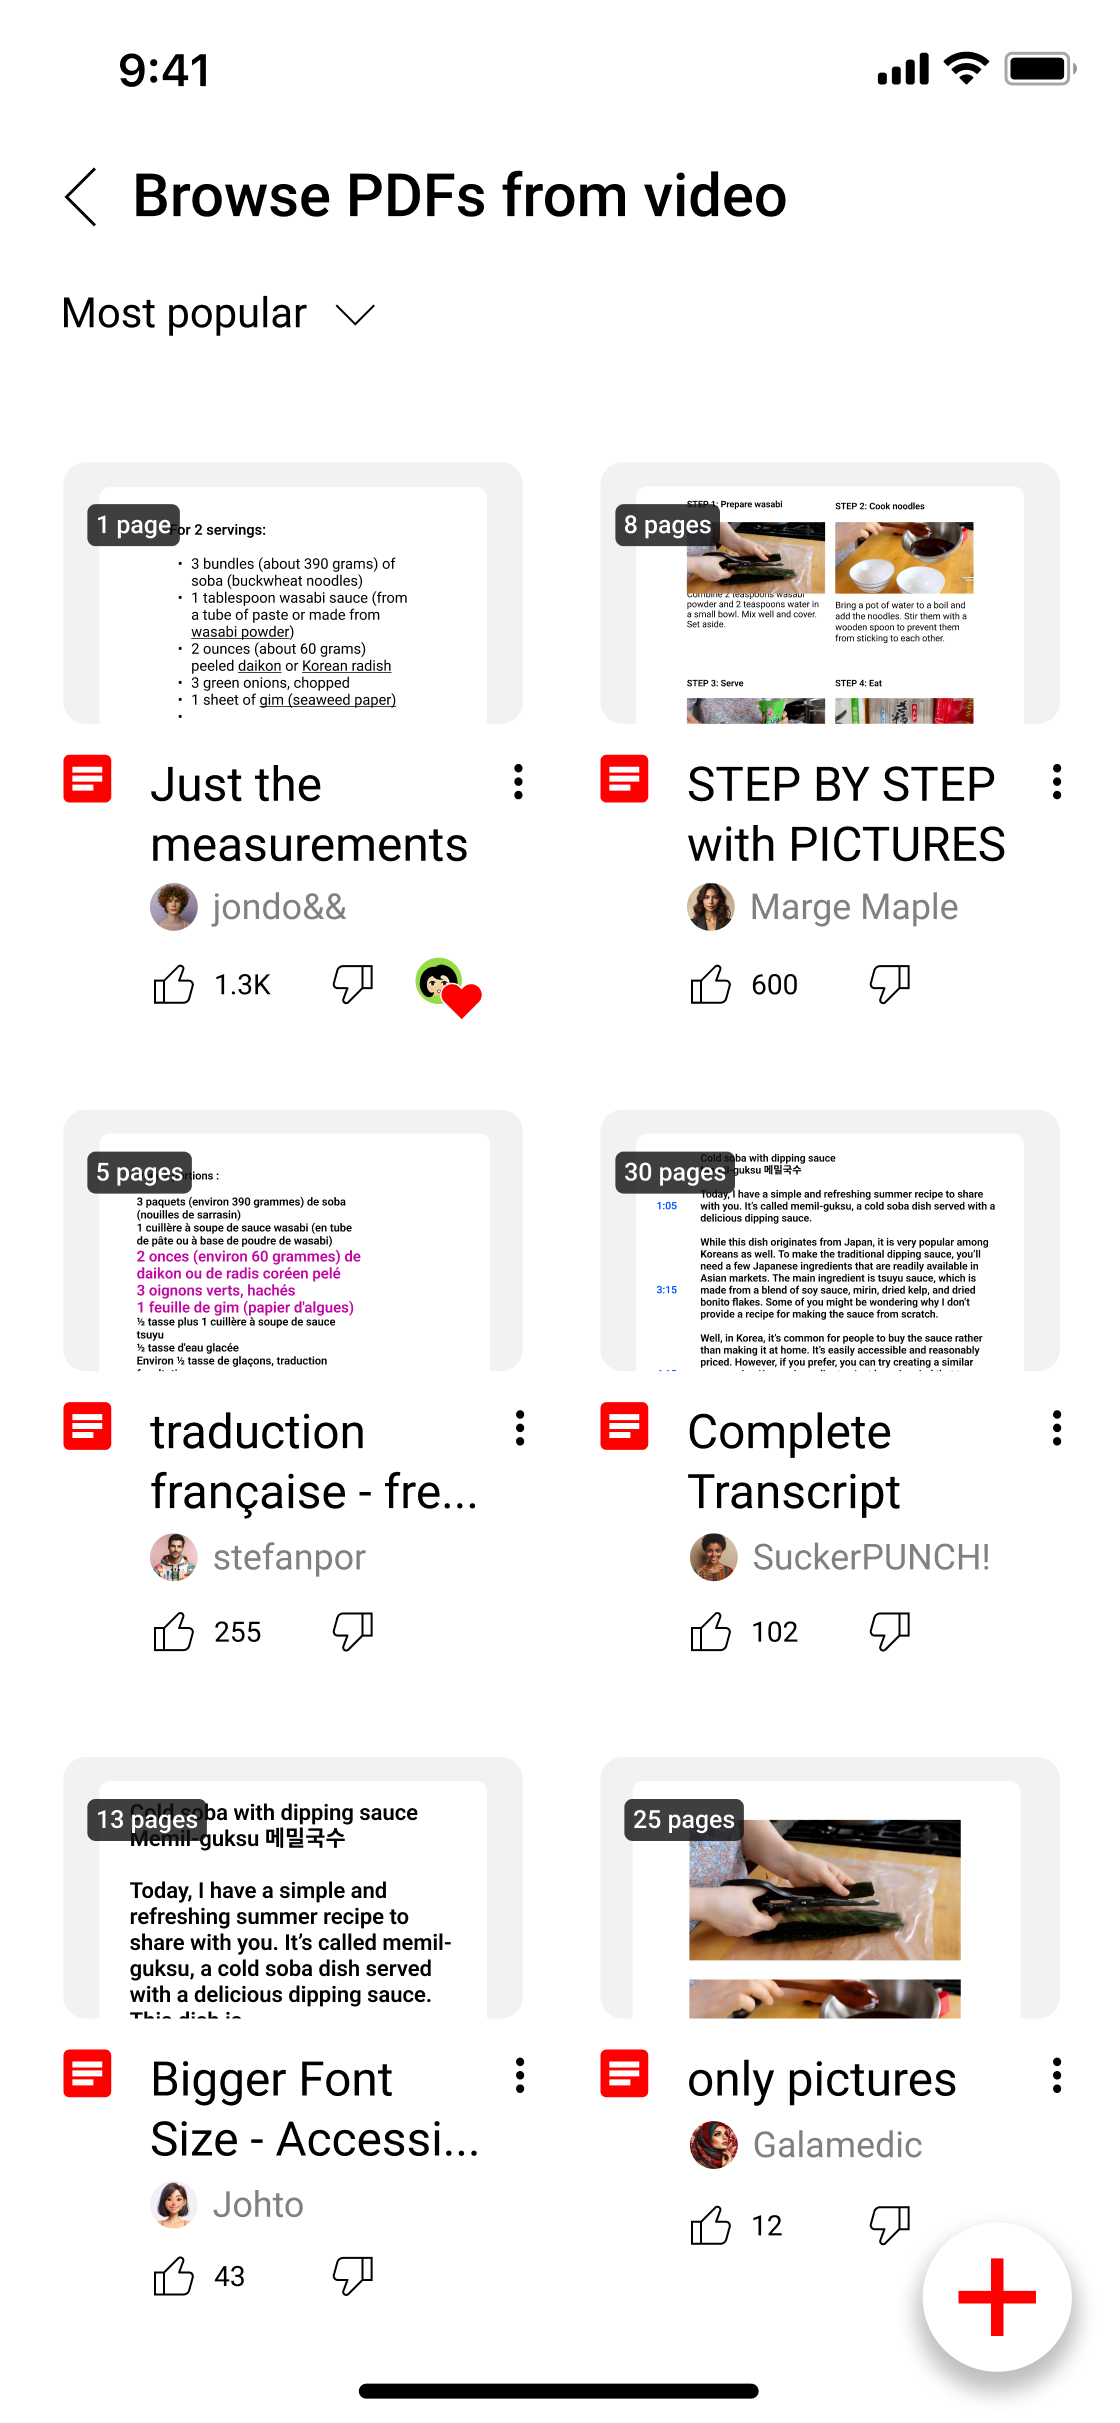 9:41
Browse PDFs from video
Most popular
1 page
For 2 servings:
• 3 bundles (about 390 grams) of
soba (buckwheat noodles)
• 1 tablespoon wasabi sauce (from
a tube of paste or made from
wasabi powder)
• 2 ounces (about 60 grams)
peeled daikon or Korean radish
• 3 green onions, chopped
• 1 sheet of gim (seaweed paper)
•
8 pages
STEP 1: Prepare wasabi
Combine 2 teaspoons wasabi
powder and 2 teaspoons water in
a small bowl. Mix well and cover.
Set aside.
STEP 2: Cook noodles
Bring a pot of water to a boil and
add the noodles. Stir them with a
wooden spoon to prevent them
from sticking to each other.
STEP 3: Serve
STEP 4: Eat
Just the
measurements
jondo&&
1.3K
STEP BY STEP
with PICTURES
Marge Maple
600
5 pages
3 paquets (environ 390 grammes) de soba
(nouilles de sarrasin)
1 cuillère à soupe de sauce wasabi (en tube
de pâte ou à base de poudre de wasabi)
2 onces (environ 60 grammes) de
daikon ou de radis coréen pelé
3 oignons verts, hachés
1 feuille de gim (papier d'algues)
½ tasse plus 1 cuillère à soupe de sauce
tsuyu
½ tasse d'eau glacée
Environ ½ tasse de glaçons, traduction
30 pages
Cold soba with dipping sauce
Memil-guksu 메밀국수
Today, I have a simple and refreshing summer recipe to share
1:05 with you. It's called memil-guksu, a cold soba dish served with a
delicious dipping sauce.
While this dish originates from Japan, it is very popular among
Koreans as well. To make the traditional dipping sauce, you'll
need a few Japanese ingredients that are readily available in
Asian markets. The main ingredient is tsuyu sauce, which is
3:15 made from a blend of soy sauce, mirin, dried kelp, and dried
bonito flakes. Some of you might be wondering why I don't
provide a recipe for making the sauce from scratch.
Well, in Korea, it's common for people to buy the sauce rather
than making it at home. It's easily accessible and reasonably
priced. However, if you prefer, you can try creating a similar
traduction
française - fre...
stefanpor
255
Complete
Transcript
SuckerPUNCH!
102
13 pages
Cold soba with dipping sauce
Memil-guksu 메밀국수
Today, I have a simple and
refreshing summer recipe to
share with you. It's called memil-
guksu, a cold soba dish served
with a delicious dipping sauce.
This dish is
25 pages
Bigger Font
Size - Accessi...
Johto
43
only pictures
Galamedic
12